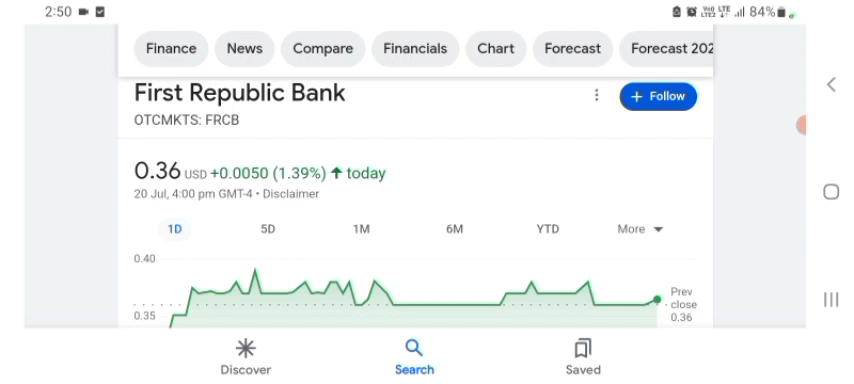 2:50 84%
Finance News Compare Financials Chart Forecast Forecast 202
First Republic Bank
+ Follow
OTCMKTS: FRCB
0.36 USD +0.0050 (1.39%) ↑ today
20 Jul, 4:00 pm GMT-4 • Disclaimer
1D 5D 1M 6M YTD More
0.40
Prev
close
0.36
0.35
Discover Search Saved